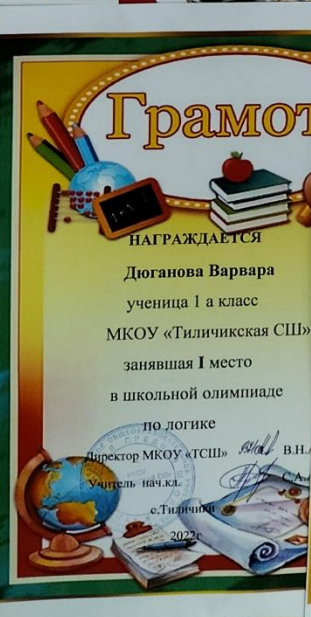 Грамот
НАГРАЖДАЕТСЯ
Дюганова Варвара
ученица 1 а класс
МКОУ «Тиличикская СШ»
занявшая I место
в школьной олимпиаде
по логике
Директор МКОУ «ТСШ» В.Н.
Учитель нач.кл. С.А.
с.Тиличики
2022г